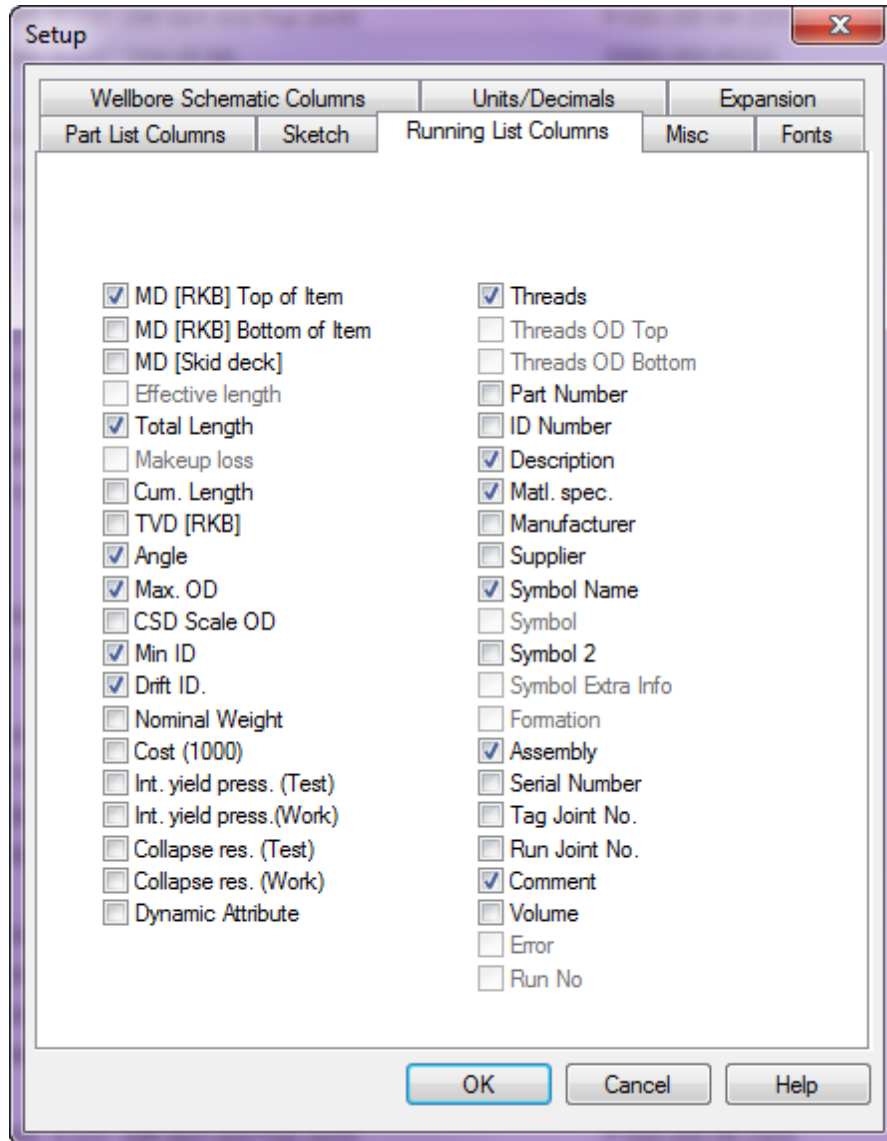 Setup
Wellbore Schematic Columns
Units/Decimals
Expansion
Part List Columns
Sketch
Running List Columns
Misc
Fonts
MD [RKB] Top of Item
MD [RKB] Bottom of Item
MD [Skid deck]
Effective length
Total Length
Makeup loss
Cum. Length
TVD [RKB]
Angle
Max. OD
CSD Scale OD
Min ID
Drift ID.
Nominal Weight
Cost (1000)
Int. yield press. (Test)
Int. yield press.(Work)
Collapse res. (Test)
Collapse res. (Work)
Dynamic Attribute
Threads
Threads OD Top
Threads OD Bottom
Part Number
ID Number
Description
Matl. spec.
Manufacturer
Supplier
Symbol Name
Symbol
Symbol 2
Symbol Extra Info
Formation
Assembly
Serial Number
Tag Joint No.
Run Joint No.
Comment
Volume
Error
Run No
OK
Cancel
Help